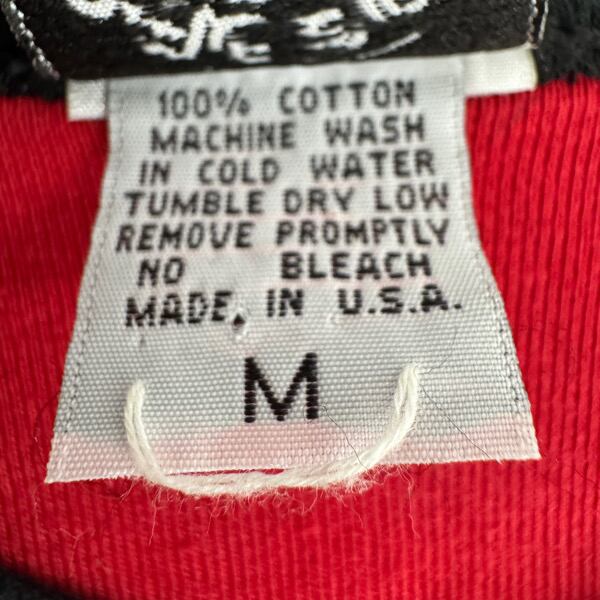 100% COTTON
MACHINE WASH
IN COLD WATER
TUMBLE DRY LOW
REMOVE PROMPTLY
NO BLEACH
MADE IN U.S.A.
M